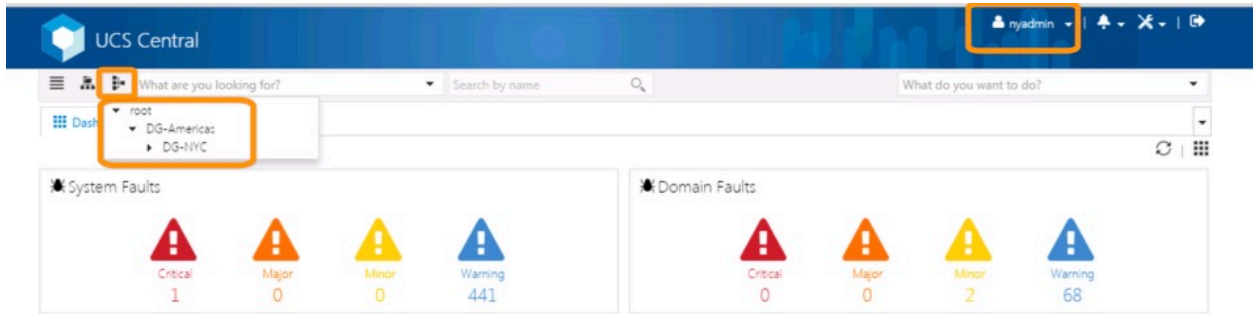 UCS Central
nyadmin
What are you looking for?
Search by name
What do you want to do?
root
Dash
DG-Americas
DG-NYC
System Faults
Domain Faults
Critical Major Minor Warning
Critical Major Minor Warning
1 0 0 441
0 0 2 68